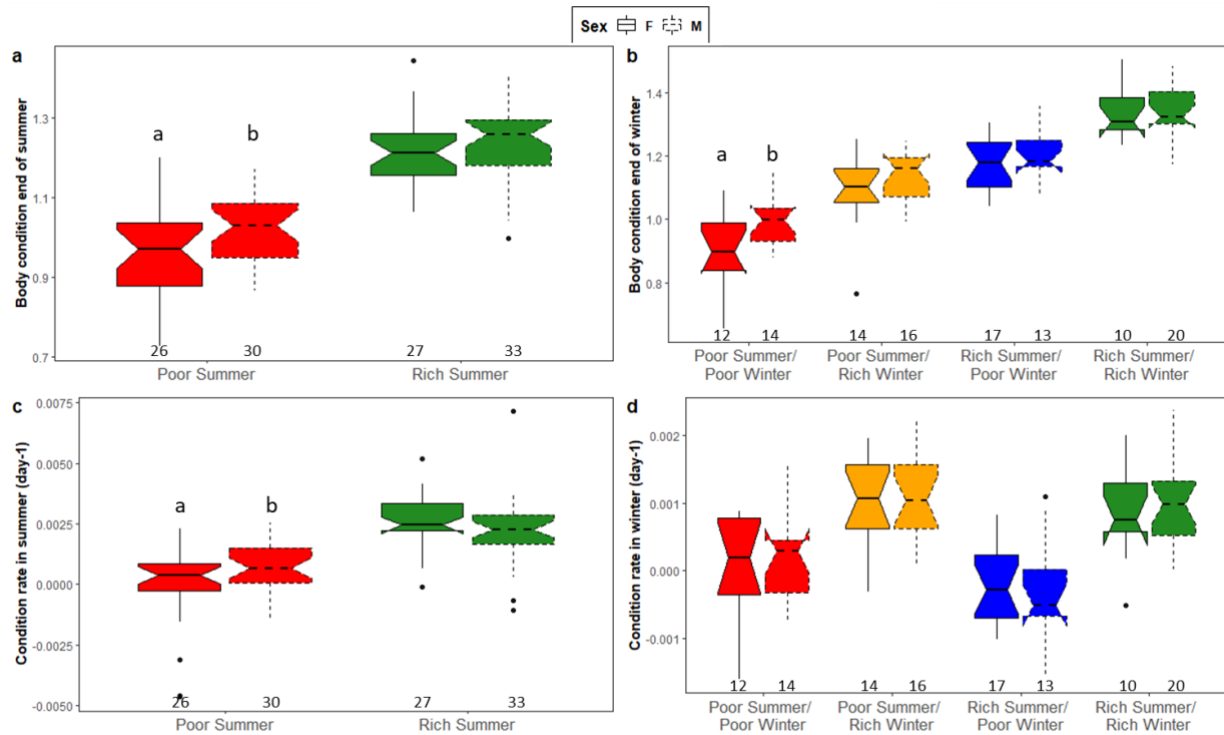 Sex F M
a
Body condition end of summer
1.3
1.1
0.9
0.7
a b
26 30 27 33
Poor Summer Rich Summer
b
Body condition end of winter
1.4
1.2
1.0
0.8
a b
12 14 14 16 17 13 10 20
Poor Summer/ Poor Summer/ Rich Summer/ Rich Summer/
Poor Winter Rich Winter Poor Winter Rich Winter
c
Condition rate in summer (day-1)
0.0075
0.0050
0.0025
0.0000
-0.0025
-0.0050
a b
26 30 27 33
Poor Summer Rich Summer
d
Condition rate in winter (day-1)
0.002
0.001
0.000
-0.001
12 14 14 16 17 13 10 20
Poor Summer/ Poor Summer/ Rich Summer/ Rich Summer/
Poor Winter Rich Winter Poor Winter Rich Winter